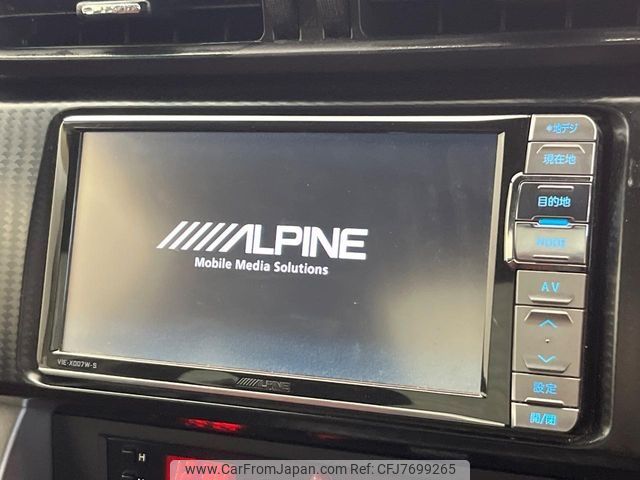 *地デジ
現在地
目的地
ALPINE
Mobile Media Solutions
AV
VIE-X007W-S
ALPINE
設定
開/閉
H
www.CarFromJapan.com - Ref:CFJ7699265